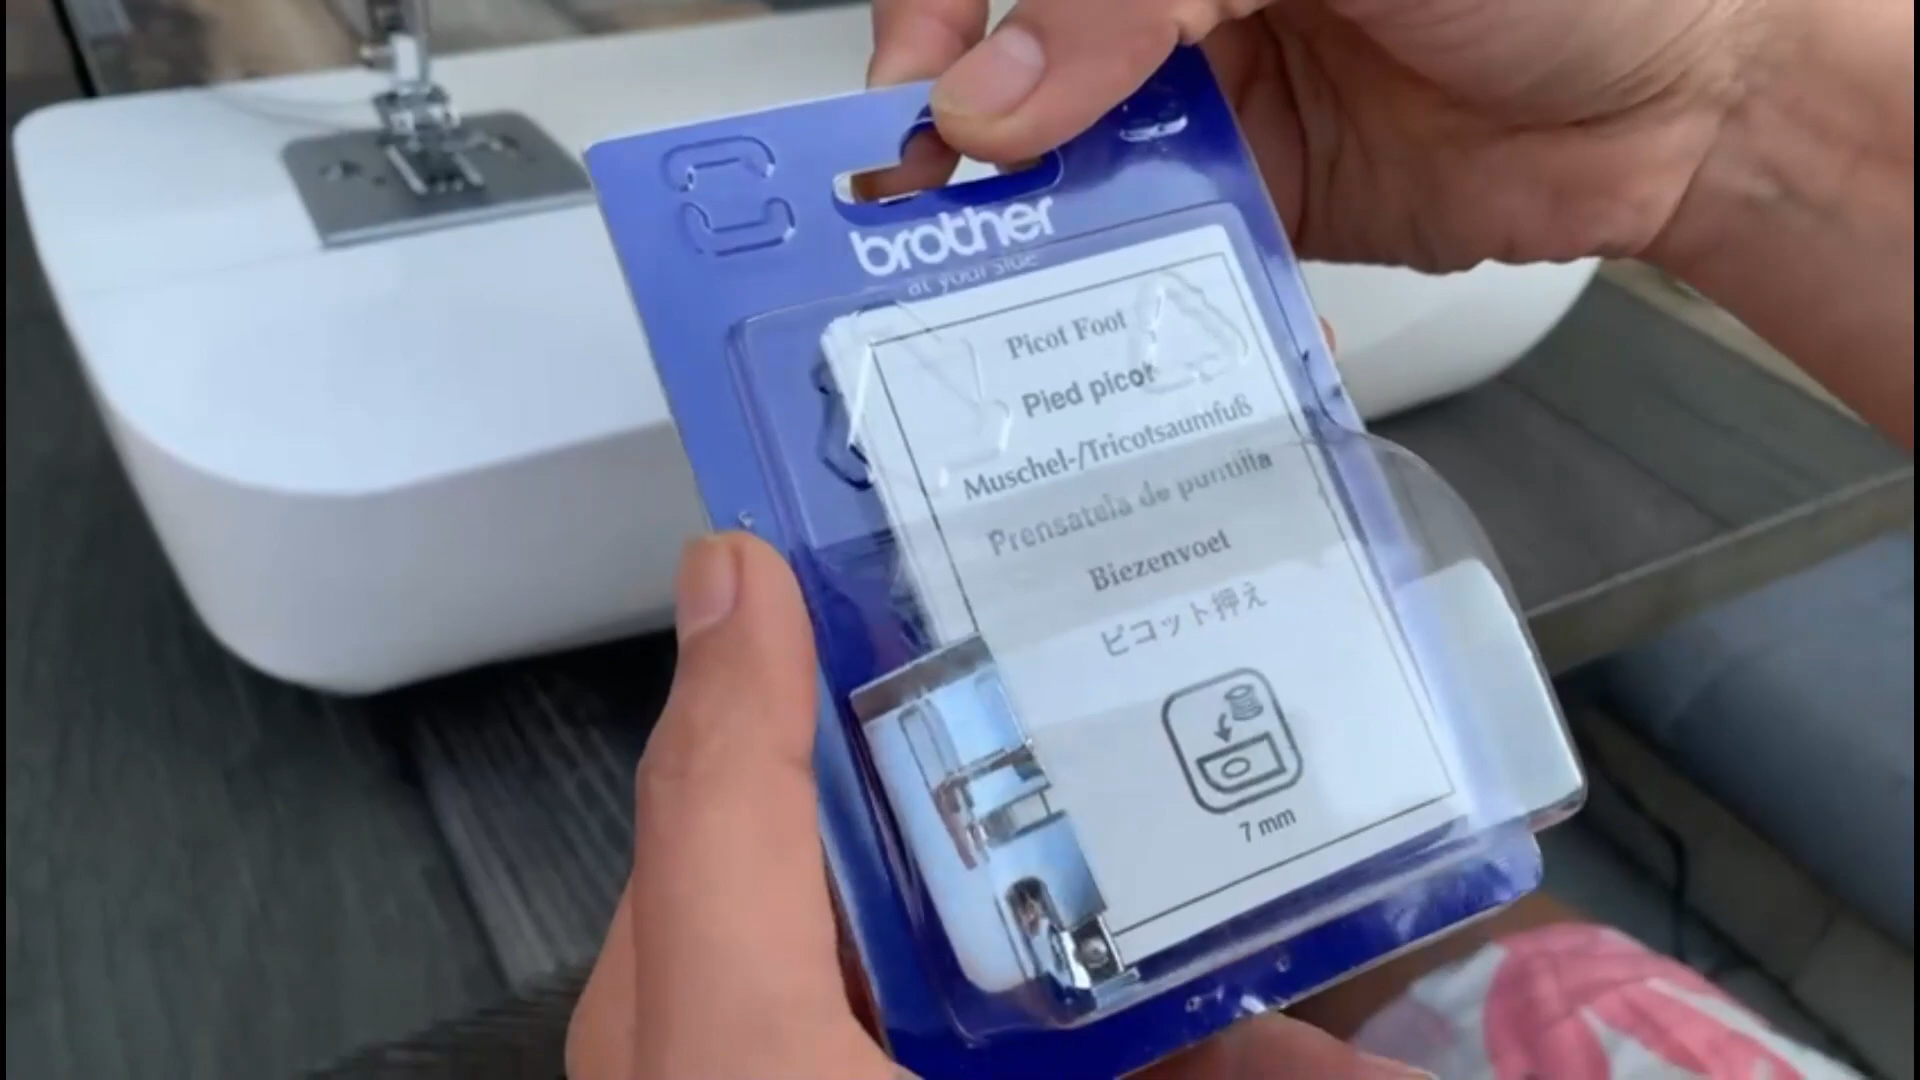 brother
at your side
Picot Foot
Pied picot
Muschel-/Tricotsaumfuß
Prensatela de puntilla
Biezenvoet
ピコット押え
7 mm